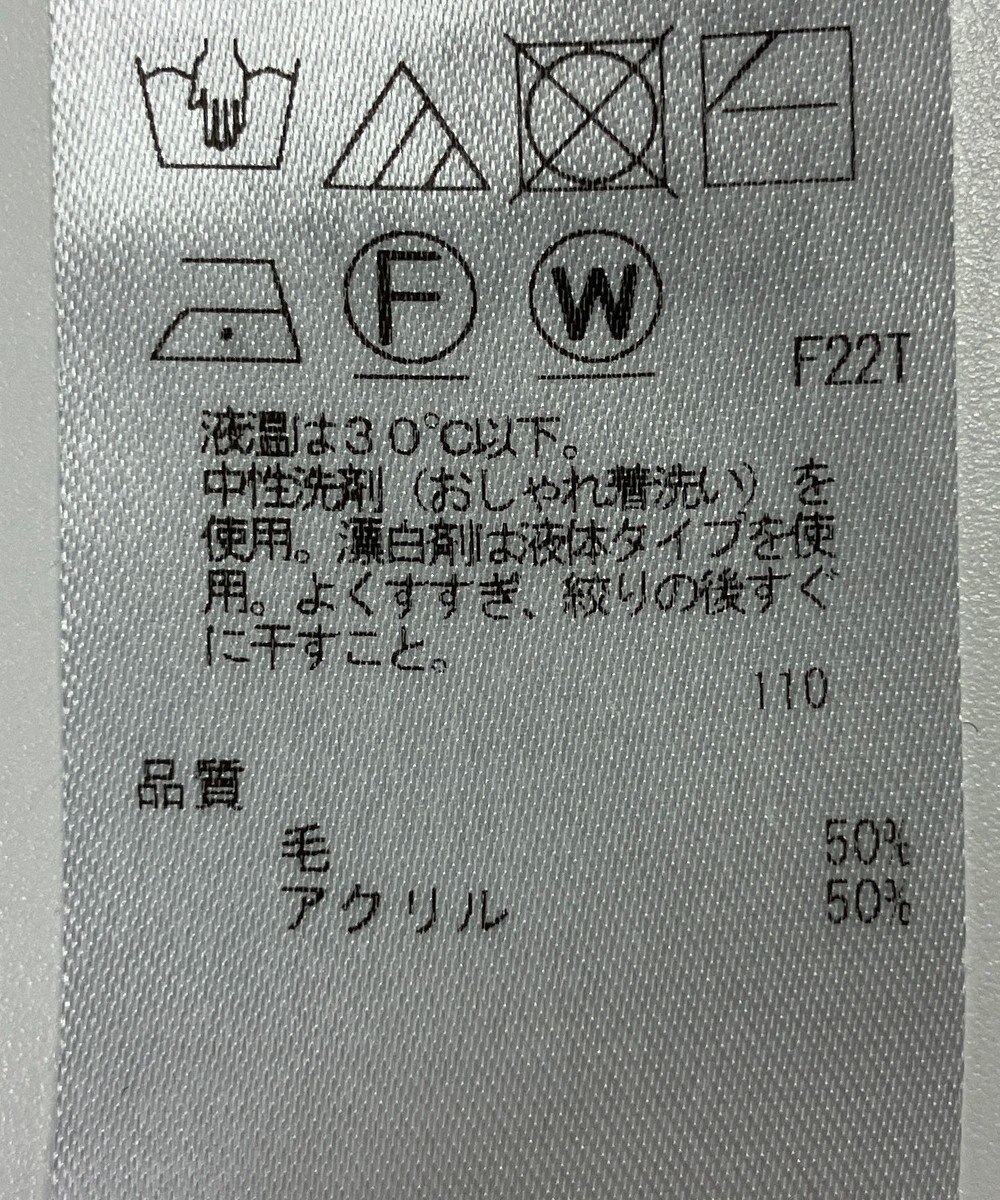 F
W
F22T
液温は30℃以下。
中性洗剤（おしゃれ着洗い）を
使用。漂白剤は液体タイプを使
用。よくすすぎ、絞りの後すぐ
に干すこと。
110
品質
毛 50%
アクリル 50%